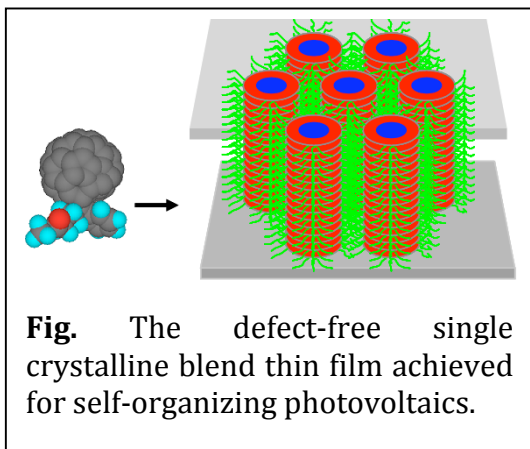 Fig. The defect-free single
crystalline blend thin film achieved
for self-organizing photovoltaics.